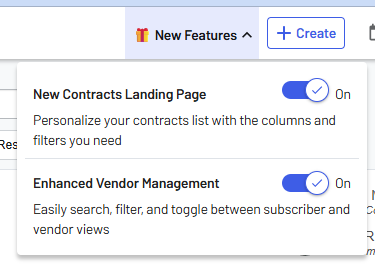 New Features
Create
New Contracts Landing Page
On
Personalize your contracts list with the columns and
filters you need
Enhanced Vendor Management
On
Easily search, filter, and toggle between subscriber and
vendor views
Res